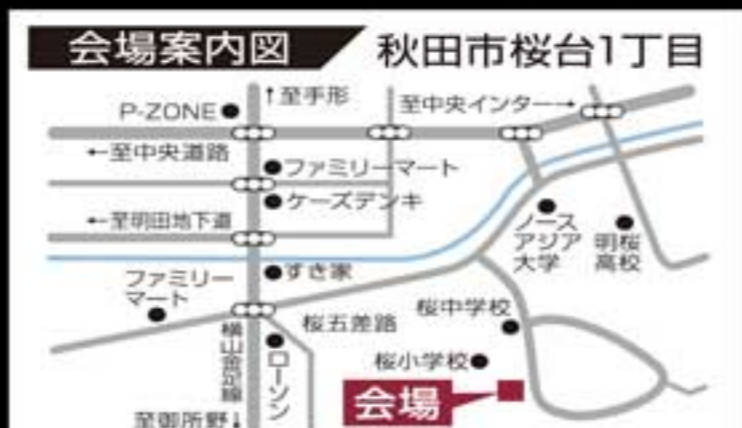 会場案内図
秋田市桜台1丁目
↑至手形
P-ZONE
至中央インター→
←至中央道路
ファミリーマート
ケーズデンキ
←至明田地下道
ノース
アジア
大学
明桜
高校
すき家
ファミリー
マート
桜五差路
桜中学校
横山金足線
ローソン
桜小学校
会場
至御所野↓